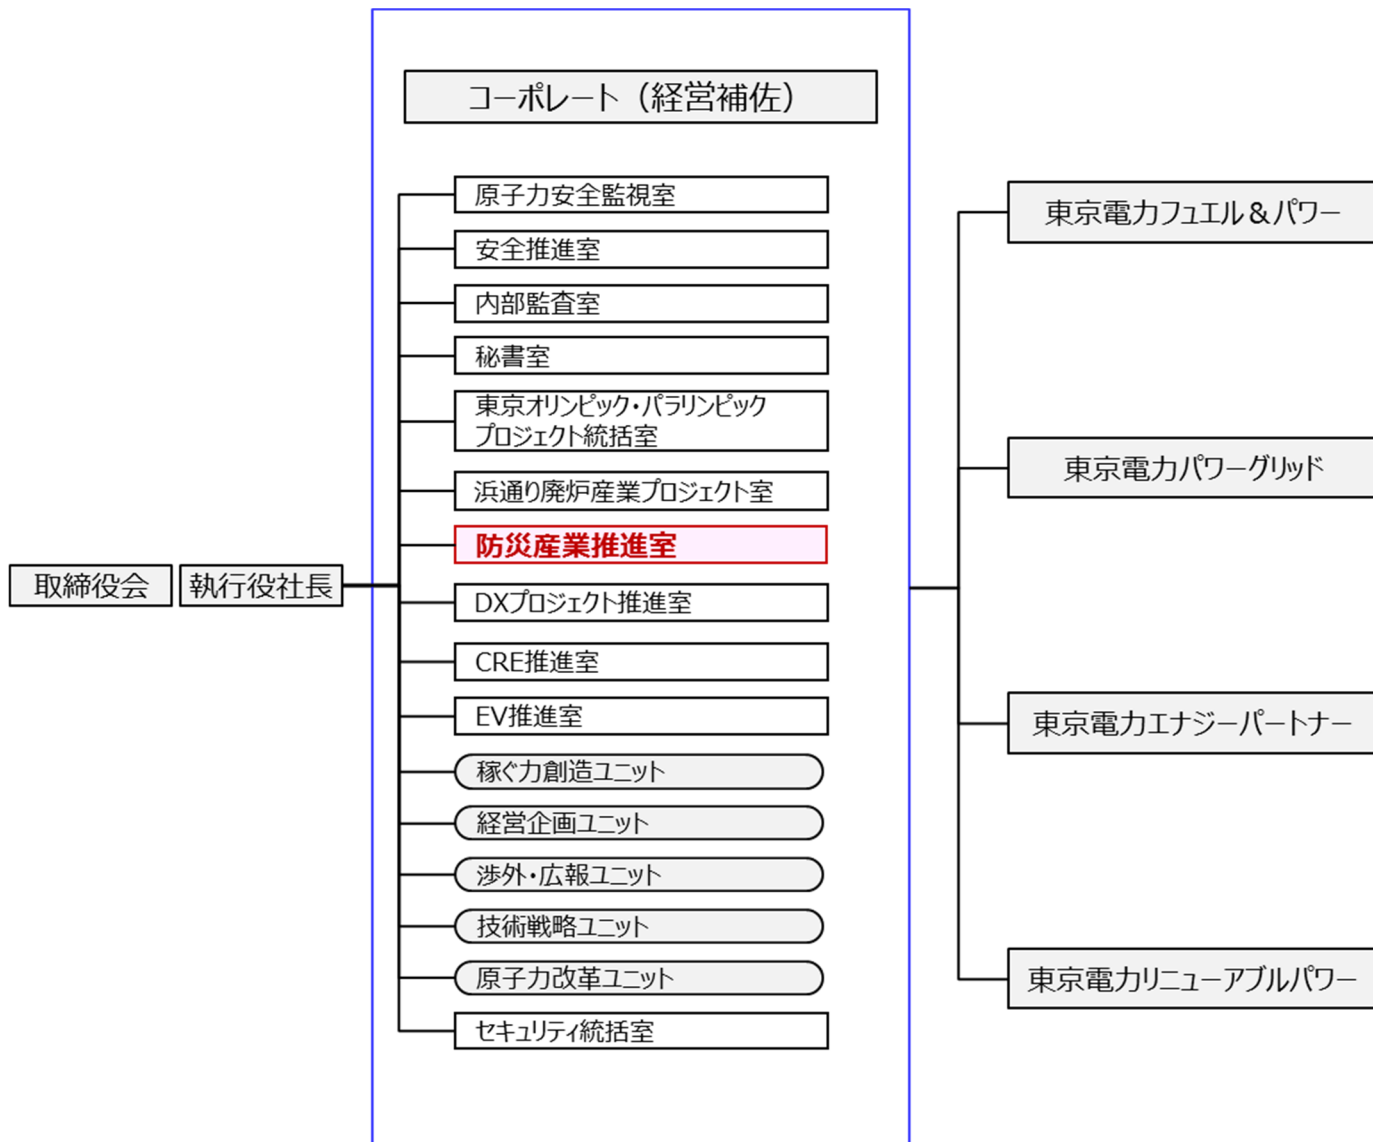 コーポレート（経営補佐）
原子力安全監視室
安全推進室
内部監査室
秘書室
東京オリンピック・パラリンピック
プロジェクト統括室
浜通り廃炉産業プロジェクト室
防災産業推進室
取締役会
執行役社長
DXプロジェクト推進室
CRE推進室
EV推進室
稼ぐ力創造ユニット
経営企画ユニット
渉外・広報ユニット
技術戦略ユニット
原子力改革ユニット
セキュリティ統括室
東京電力フュエル＆パワー
東京電力パワーグリッド
東京電力エナジーパートナー
東京電力リニューアブルパワー